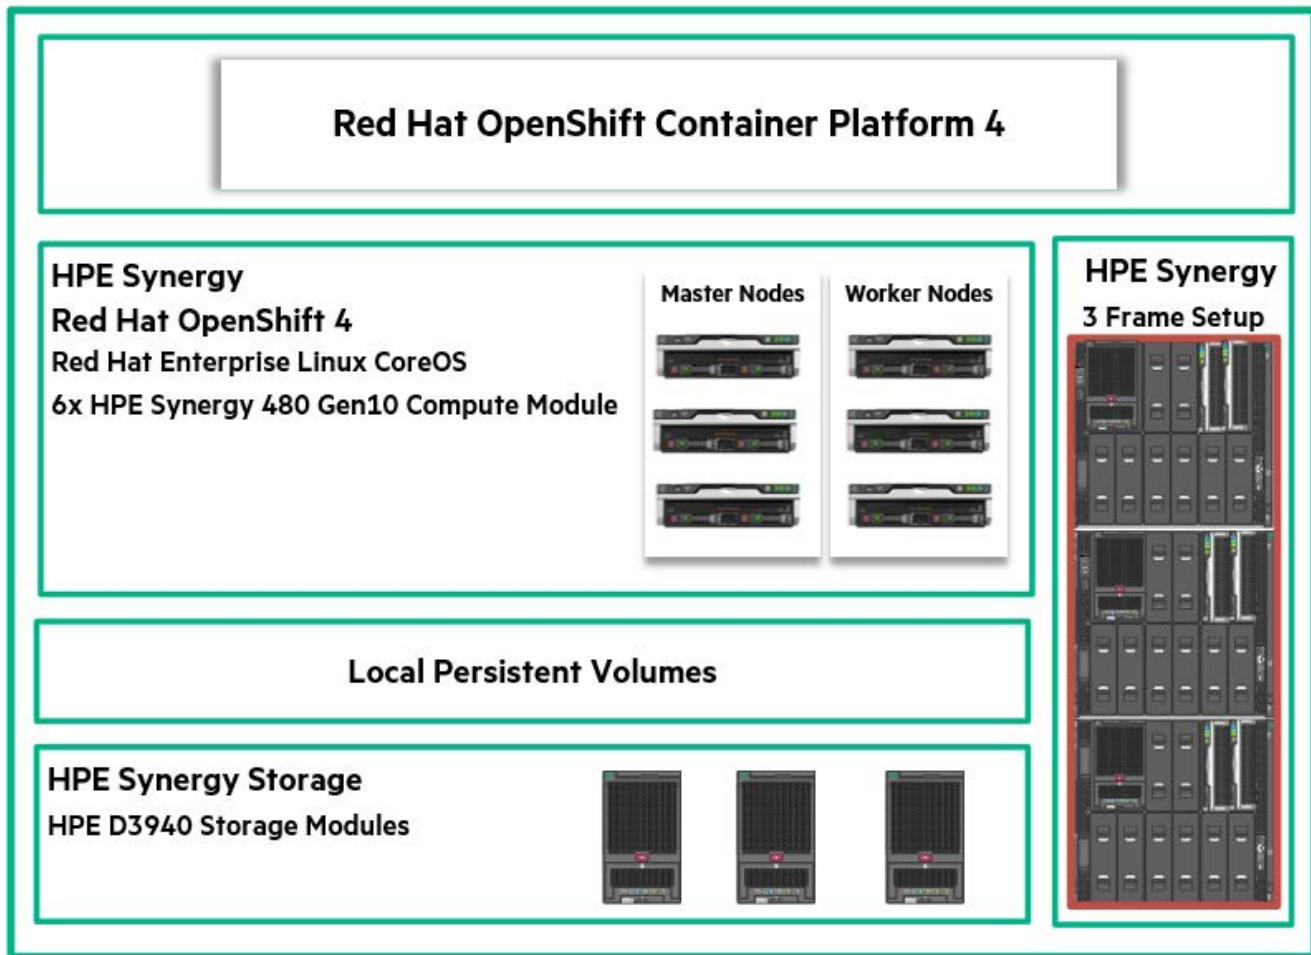 Red Hat OpenShift Container Platform 4
HPE Synergy
Red Hat OpenShift 4
Red Hat Enterprise Linux CoreOS
6x HPE Synergy 480 Gen10 Compute Module
Master Nodes
Worker Nodes
HPE Synergy
3 Frame Setup
Local Persistent Volumes
HPE Synergy Storage
HPE D3940 Storage Modules